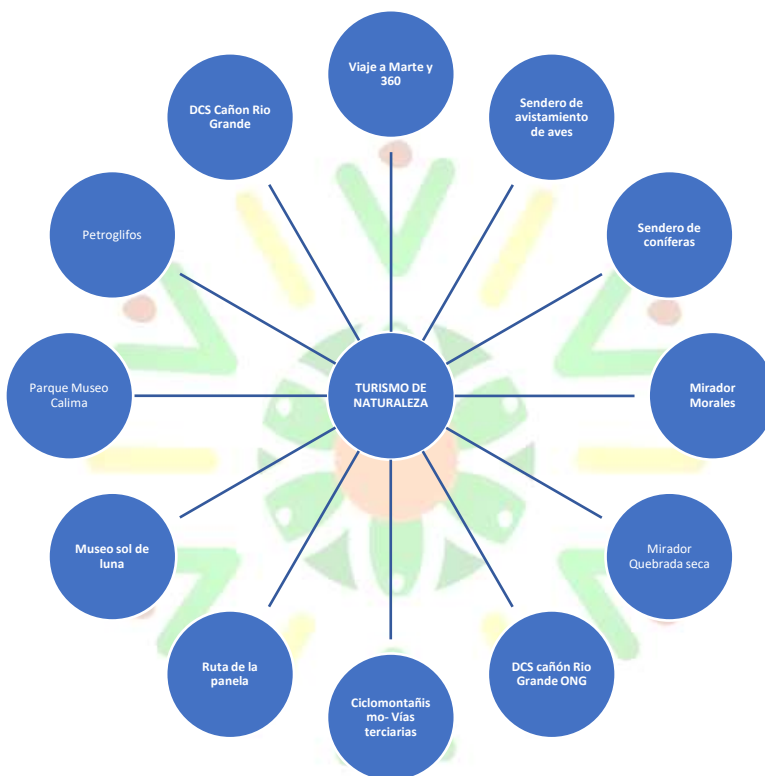 Viaje a Marte y
360
Sendero de
avistamiento
de aves
Sendero de
coníferas
Mirador
Morales
Mirador
Quebrada seca
DCS cañón Rio
Grande ONG
Ciclomontañis
mo- Vías
terciarias
Ruta de la
panela
Museo sol de
luna
Parque Museo
Calima
Petroglifos
DCS Cañon Rio
Grande
TURISMO DE
NATURALEZA